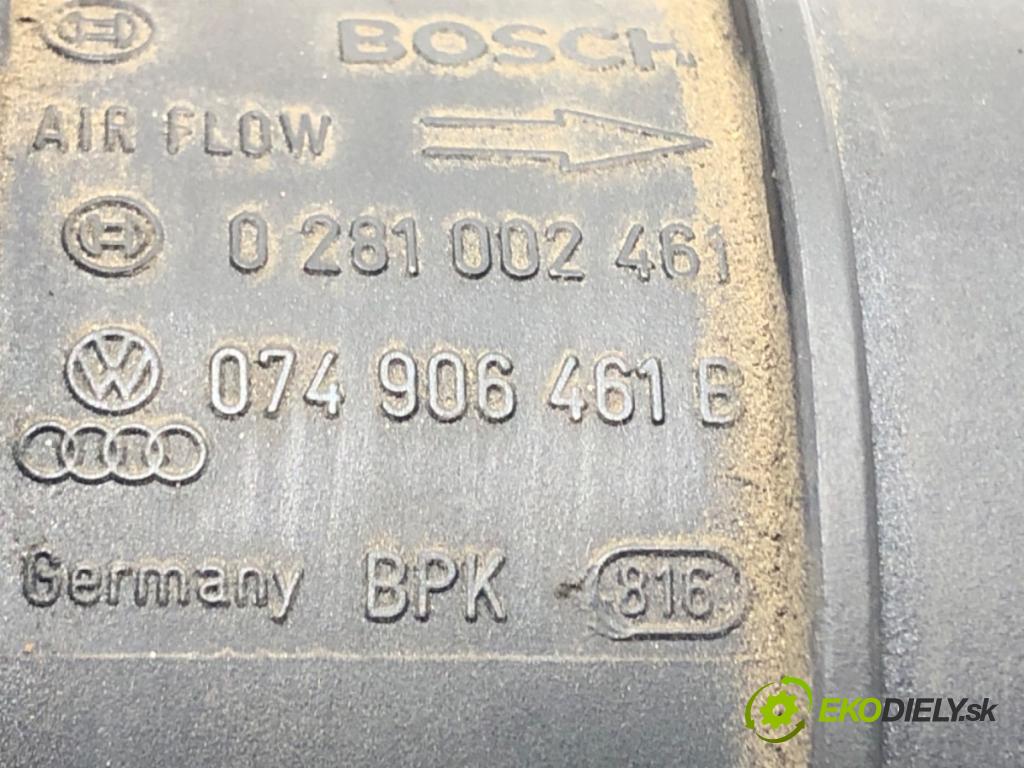 BOSCH
AIR FLOW
0 281 002 461
074 906 461 B
Germany BPK 816
EKODIELY.sk